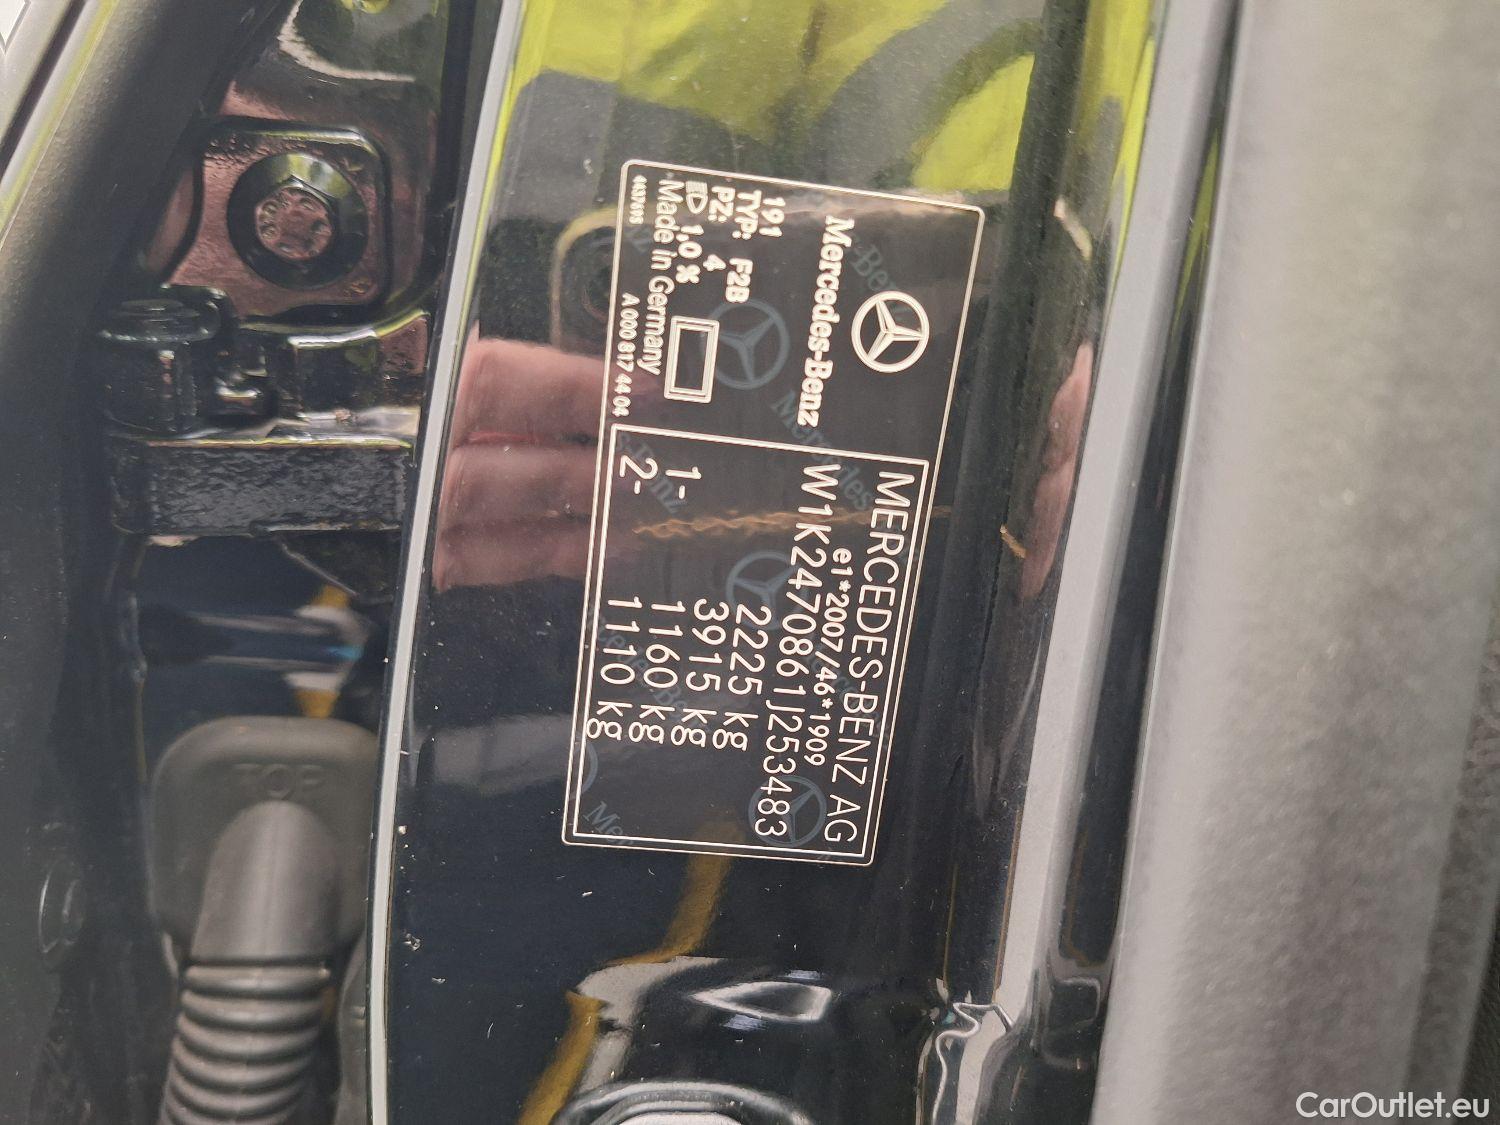 Mercedes-Benz
191
TYP: F2B
PZ: 4
1,0 %
Made in Germany
A 000 817 44 04
MERCEDES-BENZ AG
e1*2007/46*1909
W1K2470861J253483
2225 kg
3915 kg
1- 1160 kg
2- 1110 kg
TOP
CarOutlet.eu